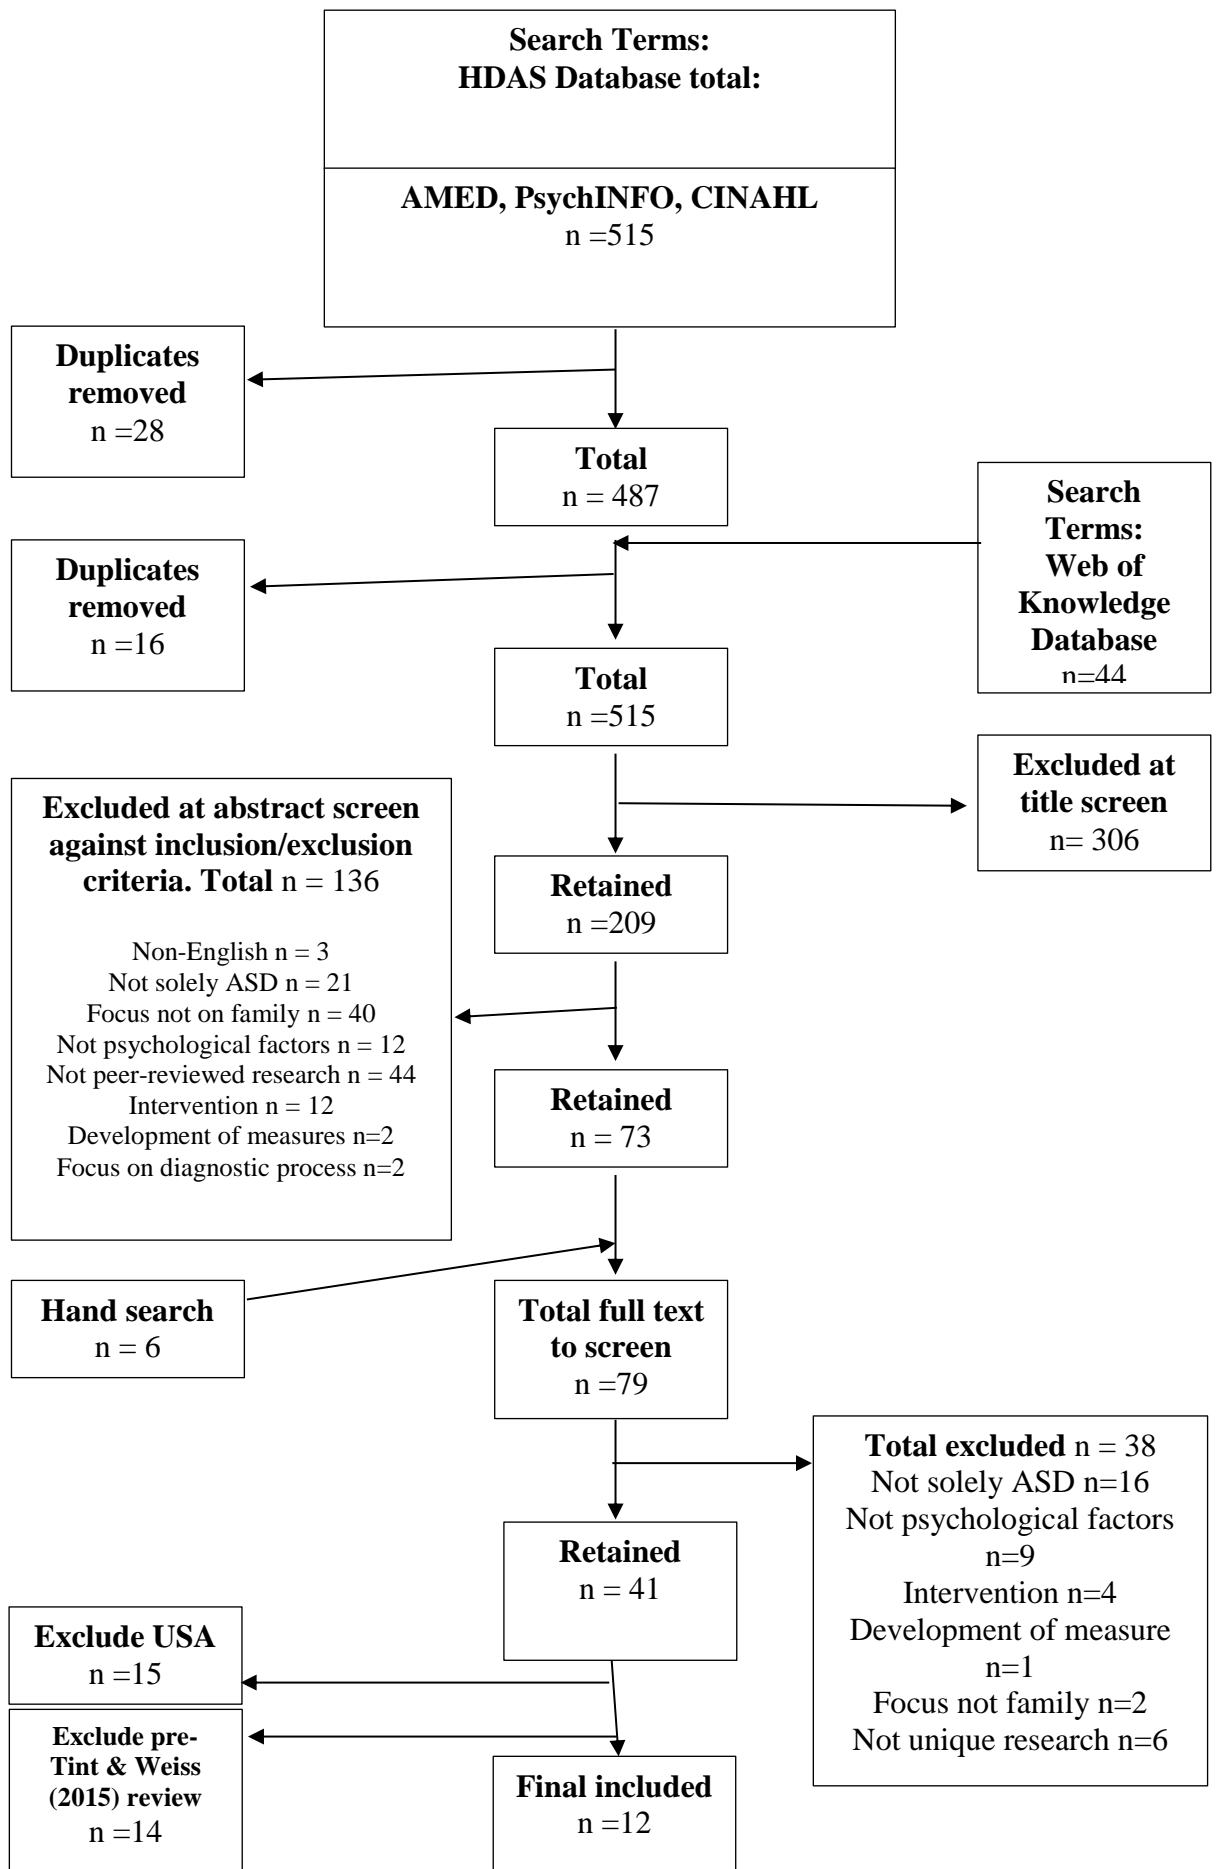 Search Terms:
HDAS Database total:
AMED, PsychINFO, CINAHL
n =515
Duplicates
removed
n =28
Total
n = 487
Search
Terms:
Web of
Knowledge
Database
n=44
Duplicates
removed
n =16
Total
n =515
Excluded at
title screen
n= 306
Excluded at abstract screen
against inclusion/exclusion
criteria. Total n = 136
Non-English n = 3
Not solely ASD n = 21
Focus not on family n = 40
Not psychological factors n = 12
Not peer-reviewed research n = 44
Intervention n = 12
Development of measures n=2
Focus on diagnostic process n=2
Retained
n =209
Retained
n = 73
Hand search
n = 6
Total full text
to screen
n =79
Total excluded n = 38
Not solely ASD n=16
Not psychological factors
n=9
Intervention n=4
Development of measure
n=1
Focus not family n=2
Not unique research n=6
Retained
n = 41
Exclude USA
n =15
Exclude pre-
Tint & Weiss
(2015) review
n =14
Final included
n =12